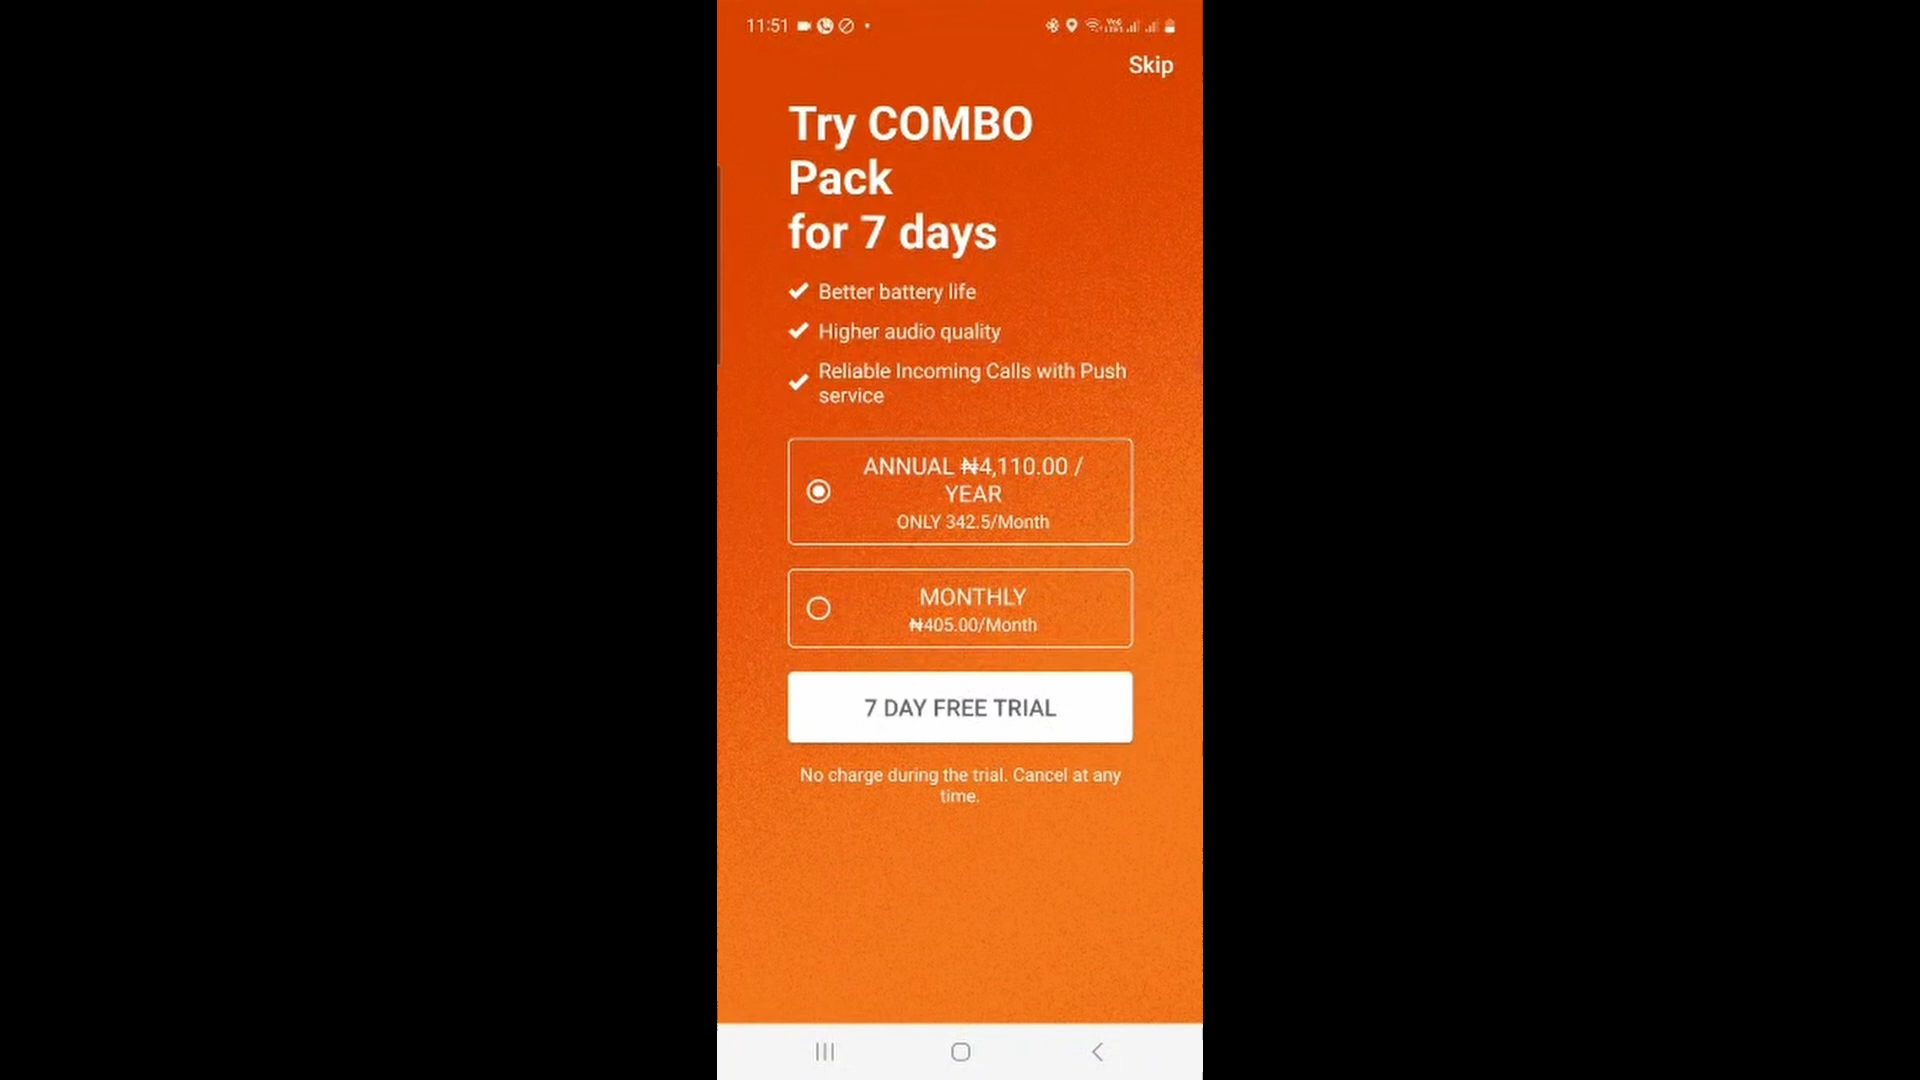 11:51
Skip
Try COMBO
Pack
for 7 days
Better battery life
Higher audio quality
Reliable Incoming Calls with Push
service
ANNUAL ₦4,110.00 /
YEAR
ONLY 342.5/Month
MONTHLY
₦405.00/Month
7 DAY FREE TRIAL
No charge during the trial. Cancel at any
time.